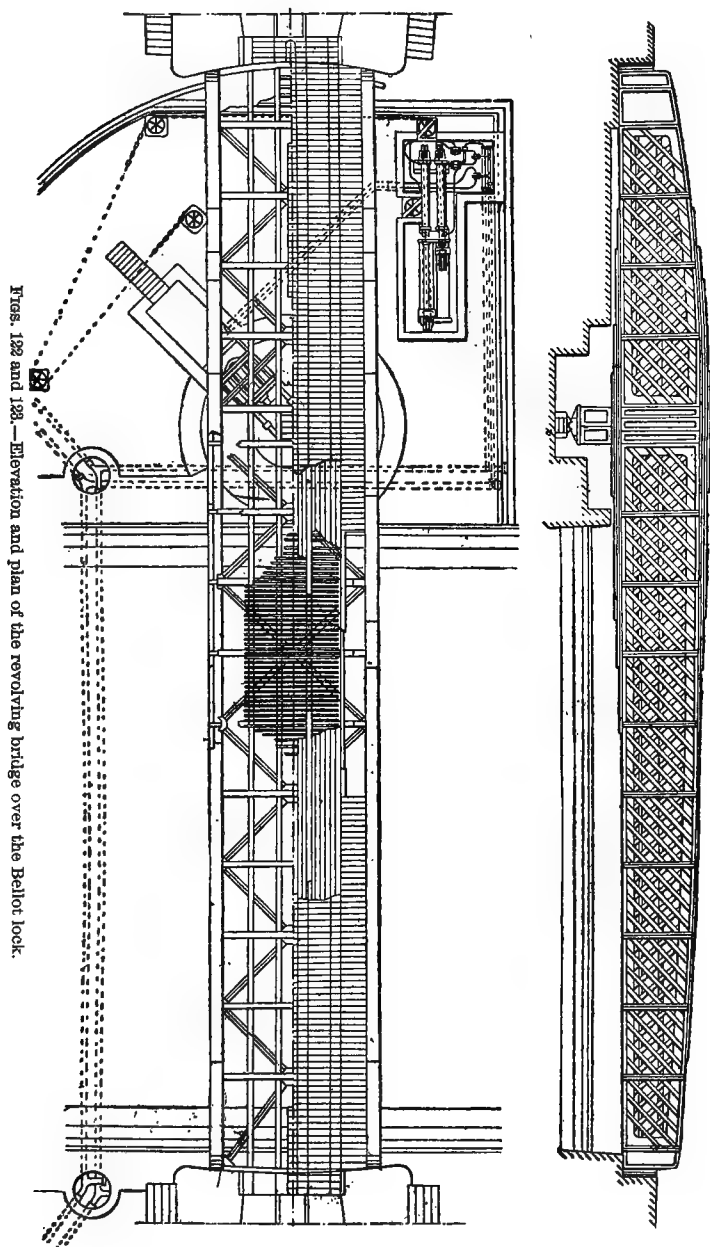 FIGS. 122 and 123.—Elevation and plan of the revolving bridge over the Bellot lock.